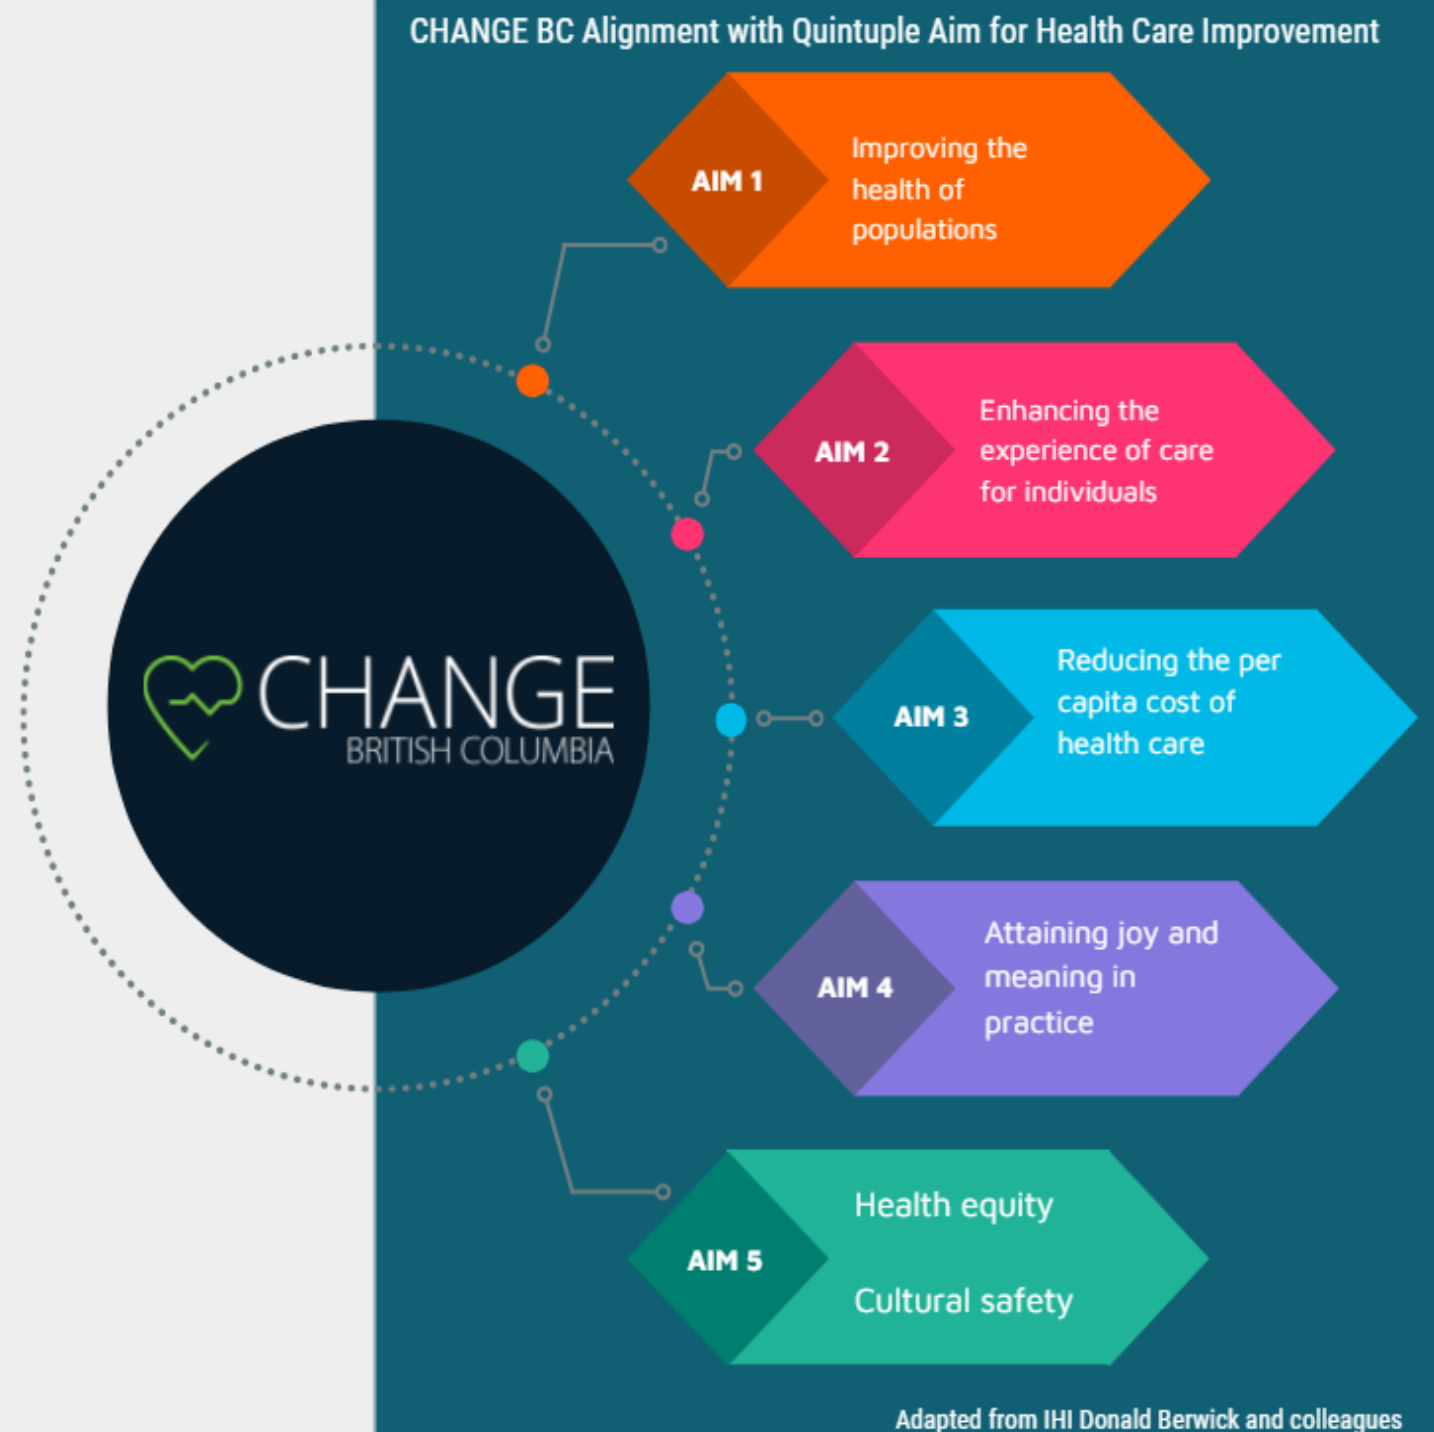 CHANGE BC Alignment with Quintuple Aim for Health Care Improvement
AIM 1
Improving the
health of
populations
AIM 2
Enhancing the
experience of care
for individuals
CHANGE
BRITISH COLUMBIA
AIM 3
Reducing the per
capita cost of
health care
AIM 4
Attaining joy and
meaning in
practice
AIM 5
Health equity
Cultural safety
Adapted from IHI Donald Berwick and colleagues